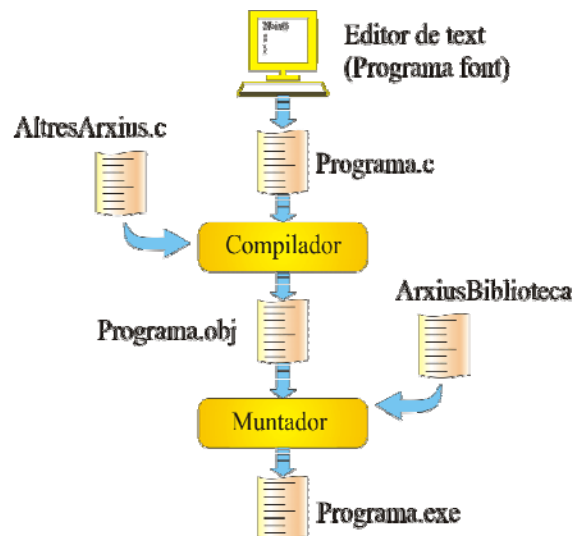 Editor de text
(Programa font)
AltresArxius.c
Programa.c
Compilador
ArxiusBiblioteca
Programa.obj
Muntador
Programa.exe